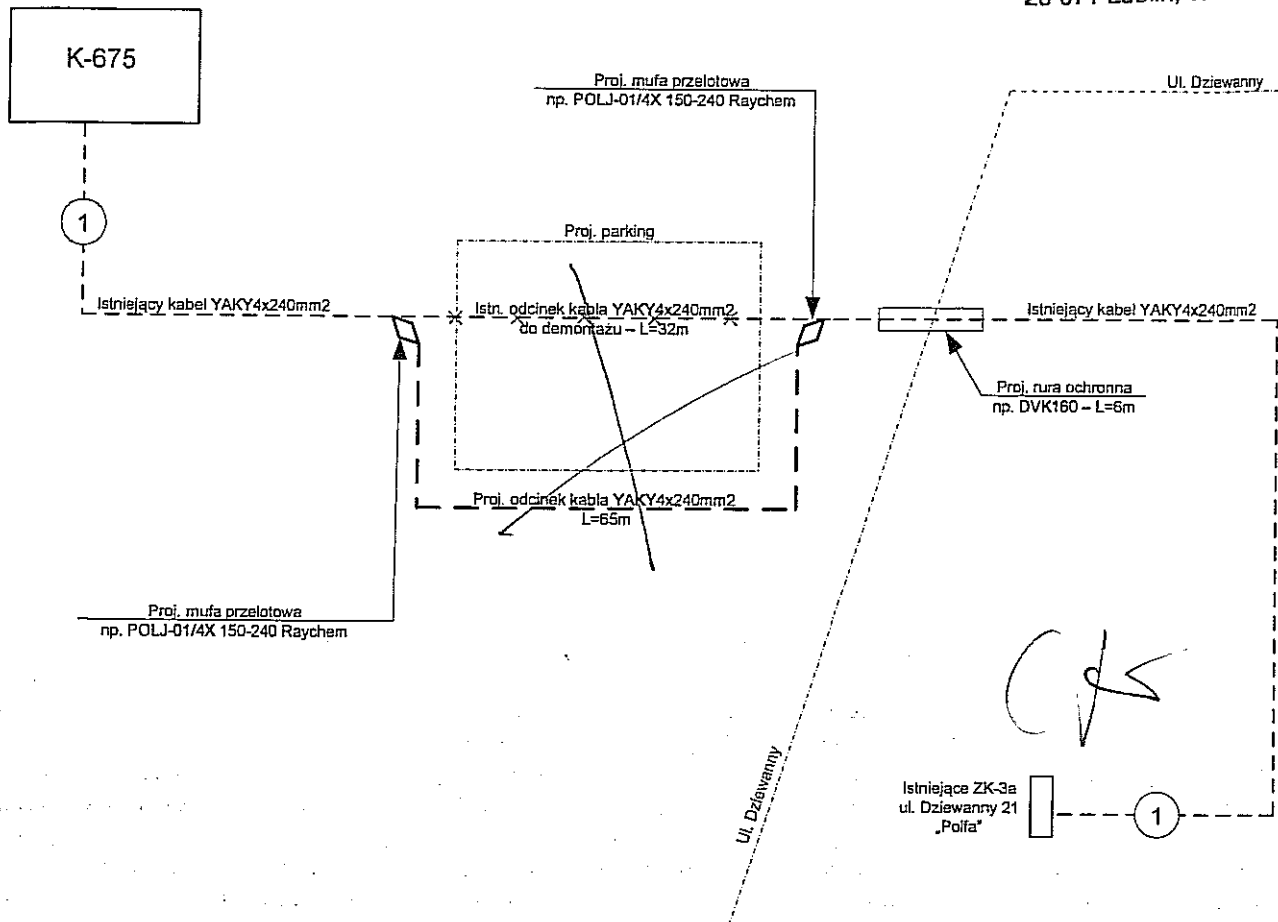 K-675
Proj. mufa przelotowa
np. POLJ-01/4X 150-240 Raychem
Ul. Dziewanny
1
Proj. parking
Istniejący kabel YAKY4x240mm2
Istn. odcinek kabla YAKY4x240mm2
do demontażu – L=32m
Istniejący kabel YAKY4x240mm2
Proj. rura ochronna
np. DVK160 – L=6m
Proj. odcinek kabla YAKY4x240mm2
L=65m
Proj. mufa przelotowa
np. POLJ-01/4X 150-240 Raychem
Ul. Dziewanny
Istniejące ZK-3a
ul. Dziewanny 21
„Polfa"
1